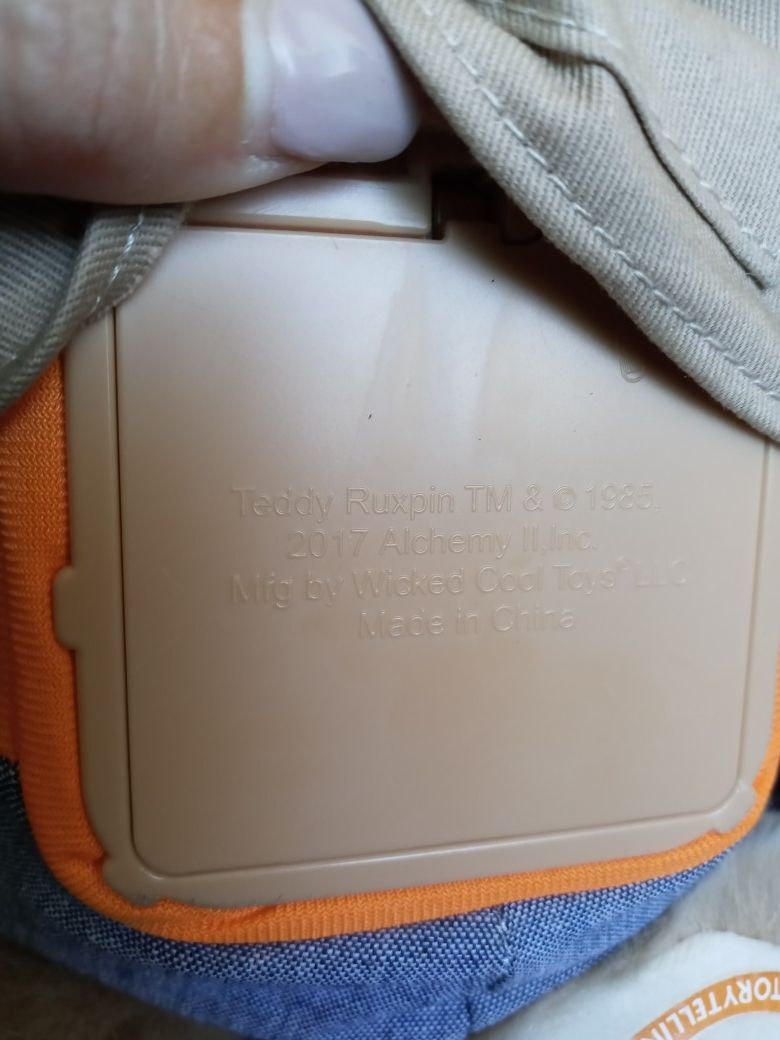 Teddy Ruxpin TM & © 1985,
2017 Alchemy II,Inc.
Mfg by Wicked Cool Toys® LLC
Made in China